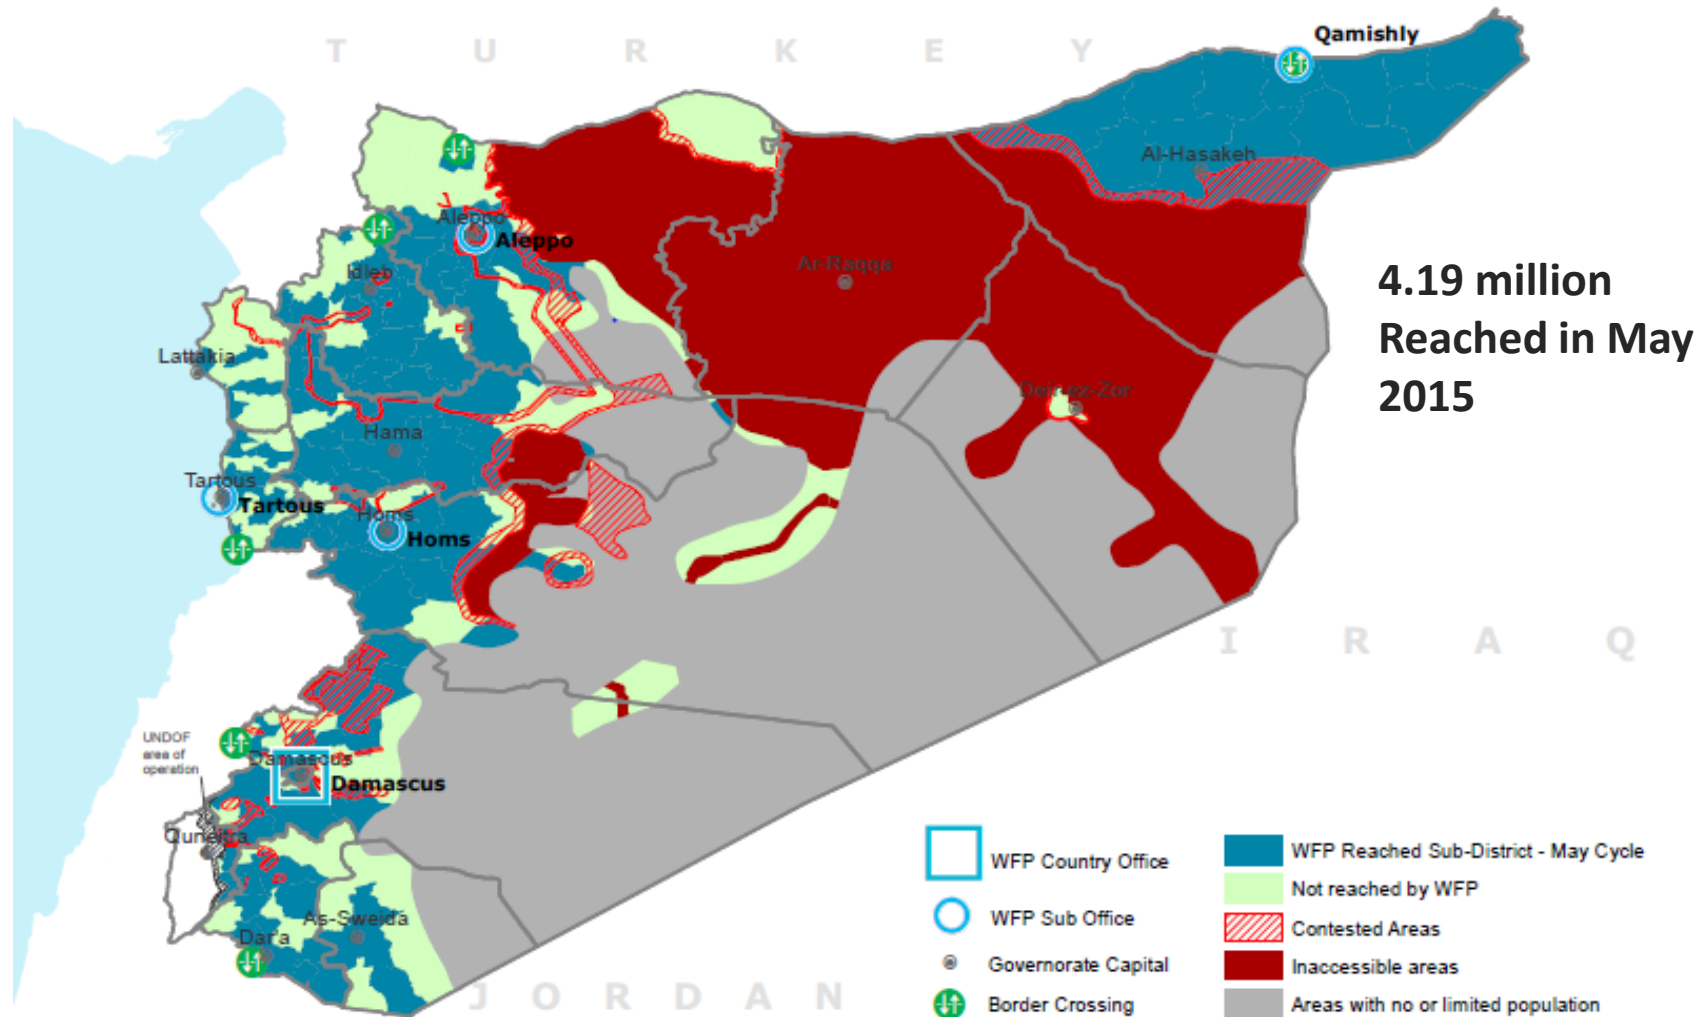 T U R K E Y
Qamishly
Al-Hasakeh
Aleppo
Aleppo
Idleb
Ar-Raqqa
4.19 million
Reached in May
2015
Lattakia
Deir-ez-Zor
Hama
Tartous
Tartous
Homs
Homs
I R A Q
UNDOF
area of
operation
Damascus
Damascus
Quneitra
As-Sweida
Dar'a
J O R D A N
WFP Country Office
WFP Sub Office
Governorate Capital
Border Crossing
WFP Reached Sub-District - May Cycle
Not reached by WFP
Contested Areas
Inaccessible areas
Areas with no or limited population